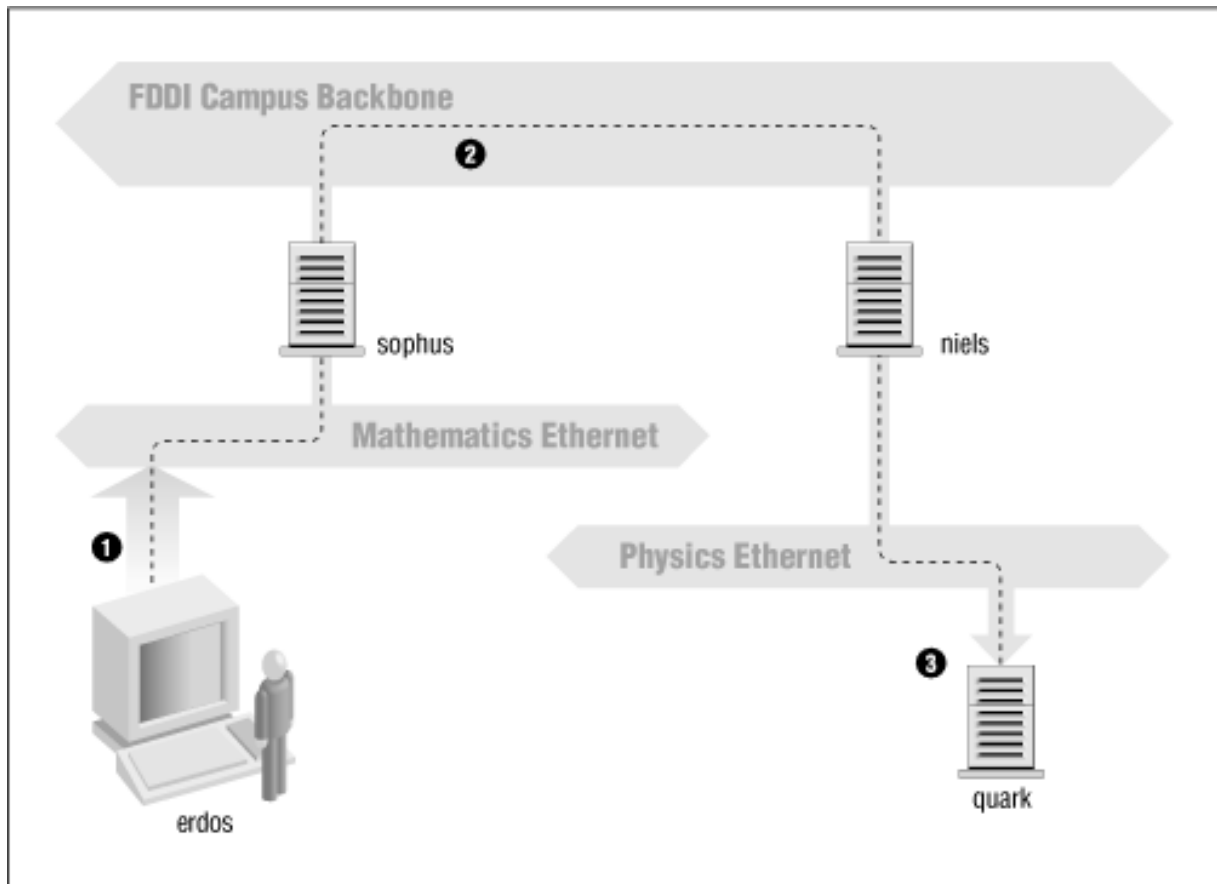 FDDI Campus Backbone
2
sophus
niels
Mathematics Ethernet
1
Physics Ethernet
3
erdos
quark